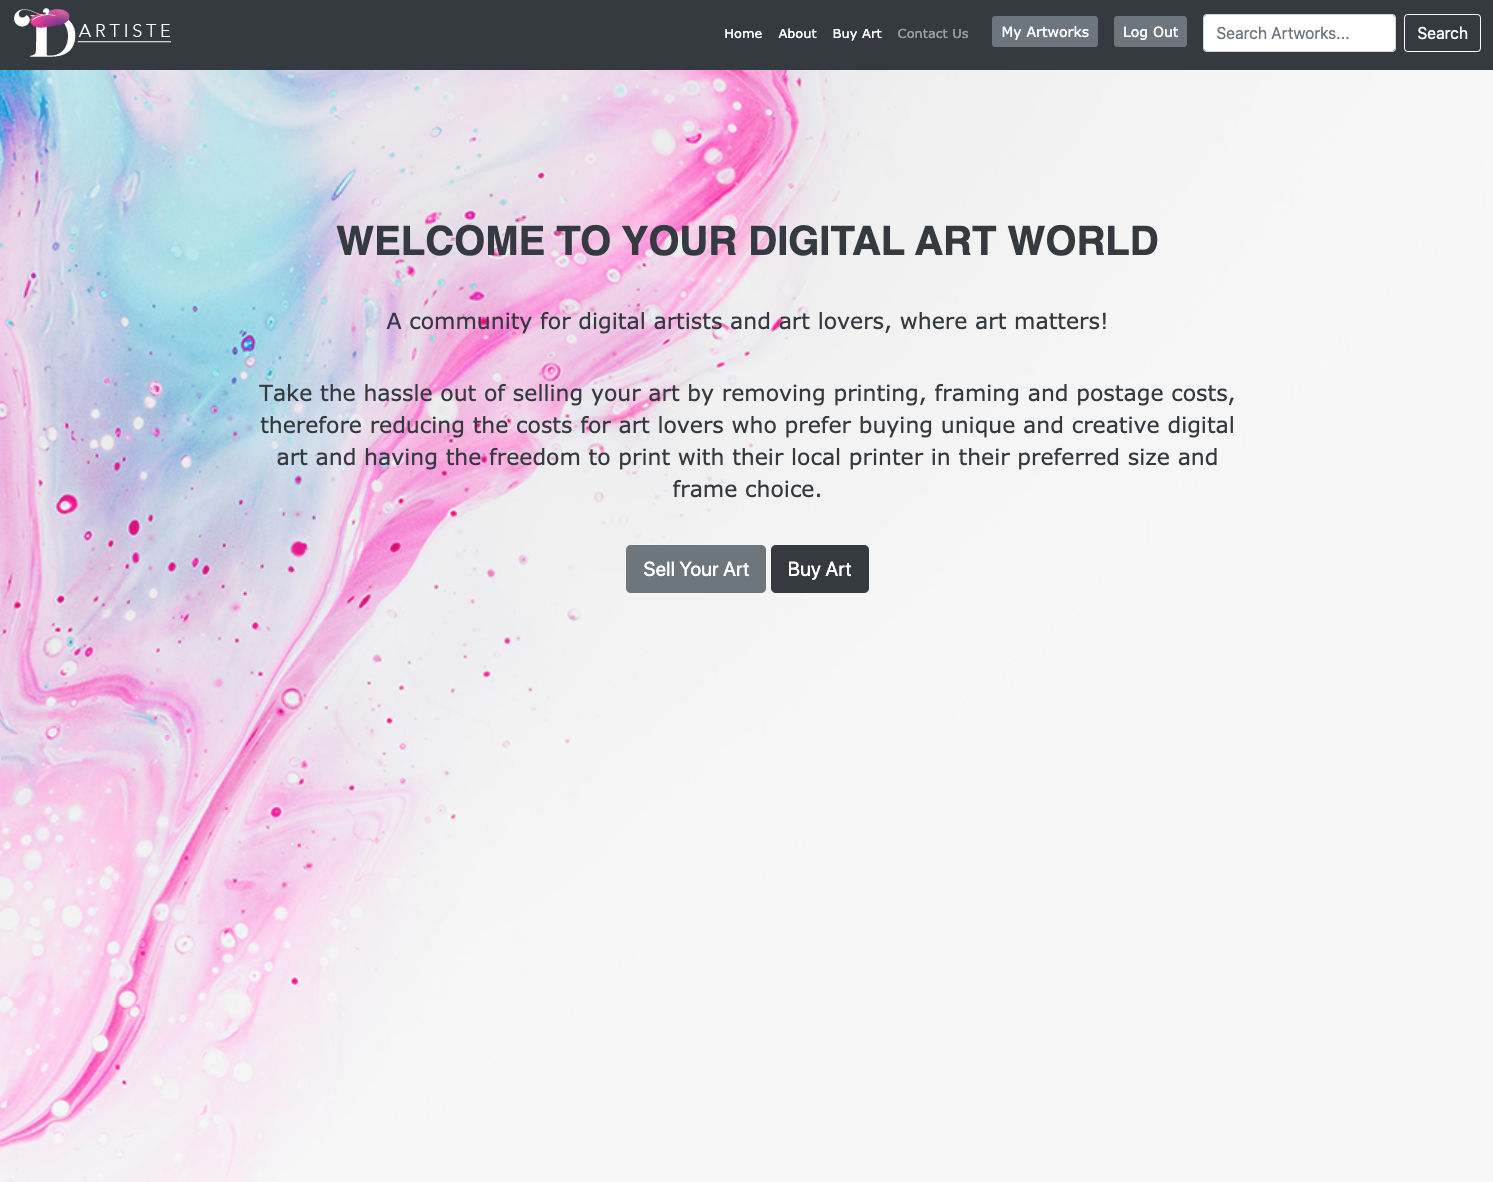 DARTISTE
Home About Buy Art Contact Us My Artworks Log Out Search Artworks... Search
WELCOME TO YOUR DIGITAL ART WORLD
A community for digital artists and art lovers, where art matters!
Take the hassle out of selling your art by removing printing, framing and postage costs,
therefore reducing the costs for art lovers who prefer buying unique and creative digital
art and having the freedom to print with their local printer in their preferred size and
frame choice.
Sell Your Art Buy Art